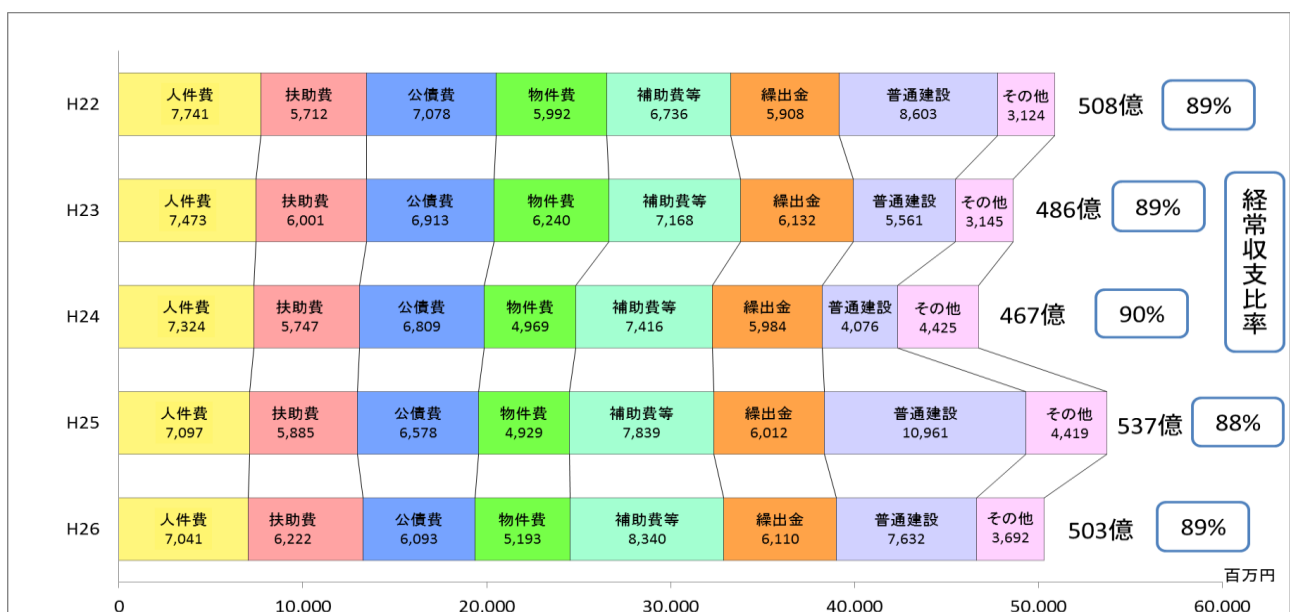 人件費 扶助費 公債費 物件費 補助費等 繰出金 普通建設 その他
H22 7,741 5,712 7,078 5,992 6,736 5,908 8,603 3,124 508億 89%
人件費 扶助費 公債費 物件費 補助費等 繰出金 普通建設 その他
H23 7,473 6,001 6,913 6,240 7,168 6,132 5,561 3,145 486億 89%
経常収支比率
人件費 扶助費 公債費 物件費 補助費等 繰出金 普通建設 その他
H24 7,324 5,747 6,809 4,969 7,416 5,984 4,076 4,425 467億 90%
人件費 扶助費 公債費 物件費 補助費等 繰出金 普通建設 その他
H25 7,097 5,885 6,578 4,929 7,839 6,012 10,961 4,419 537億 88%
人件費 扶助費 公債費 物件費 補助費等 繰出金 普通建設 その他
H26 7,041 6,222 6,093 5,193 8,340 6,110 7,632 3,692 503億 89%
百万円
0 10,000 20,000 30,000 40,000 50,000 60,000